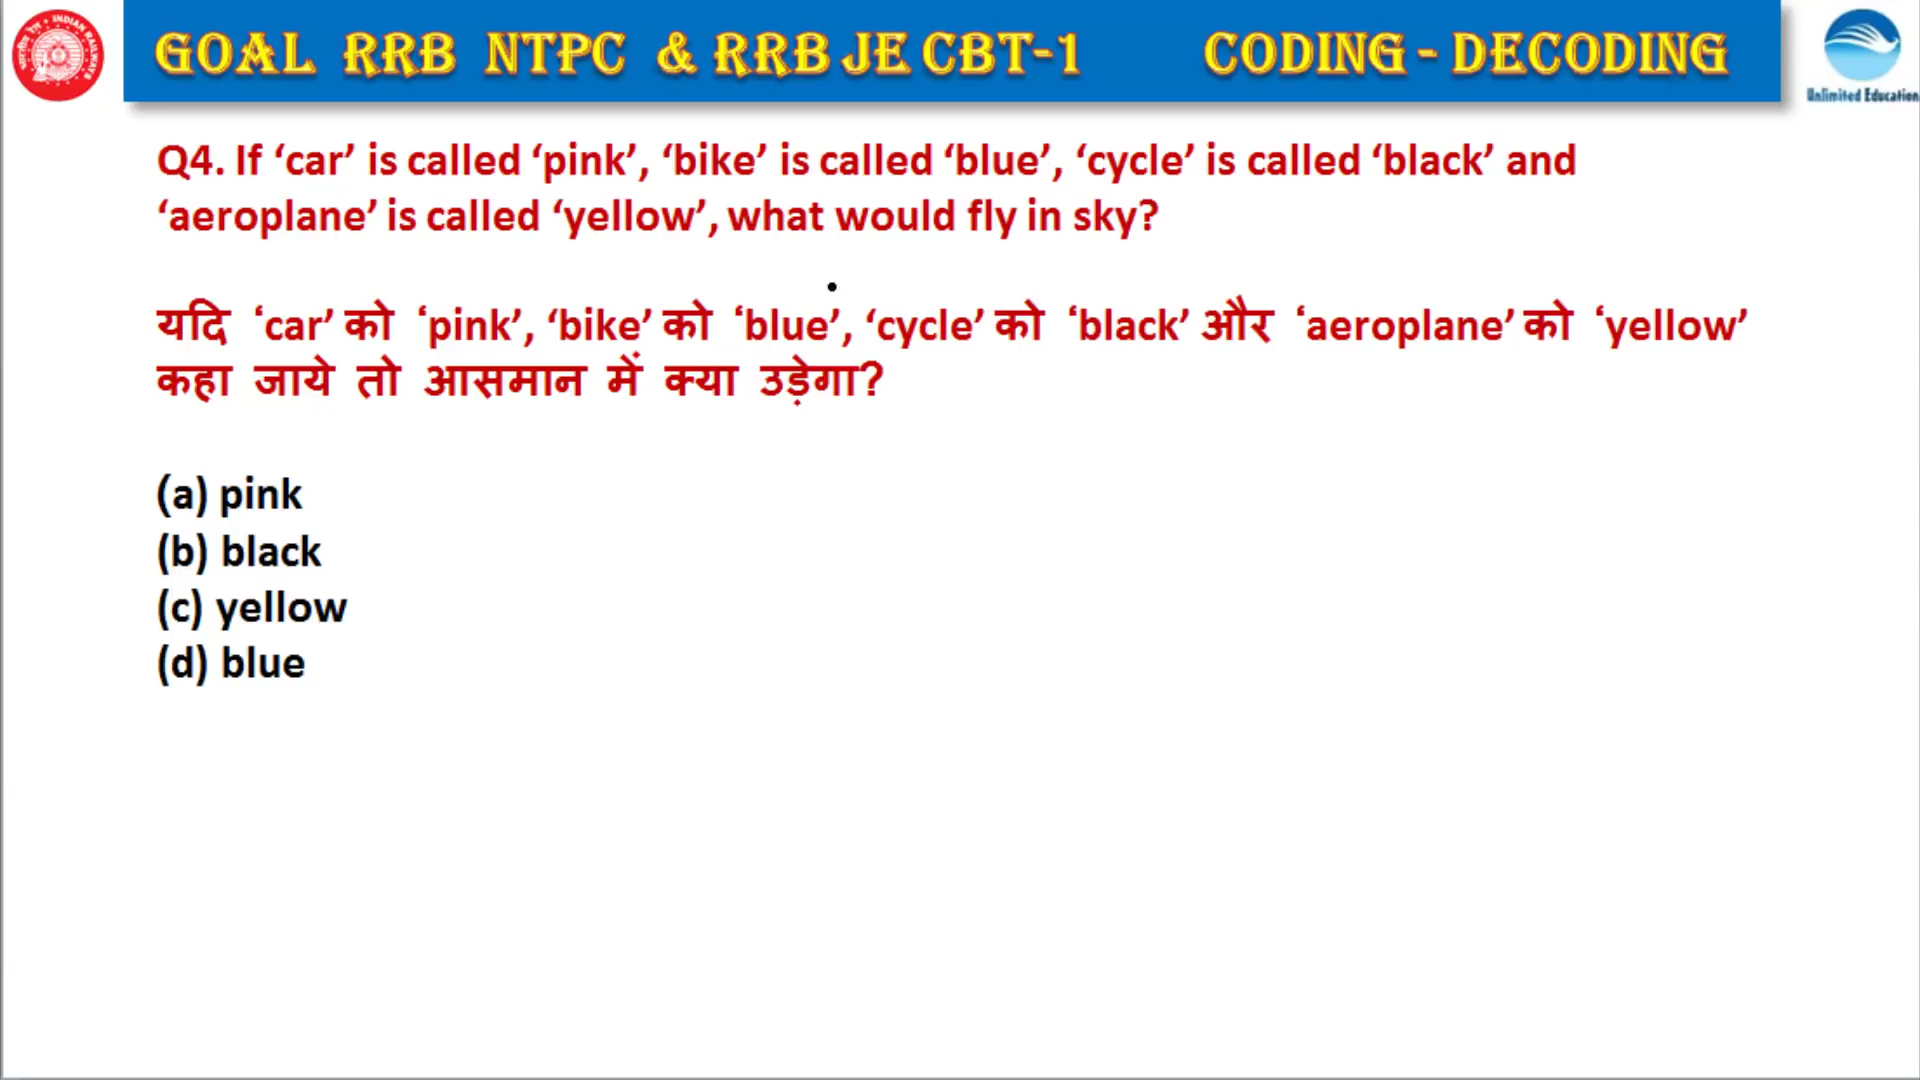 GOAL RRB NTPC & RRB JE CBT-1 CODING - DECODING
INDIAN RAILWAYS
Unlimited Education
Q4. If ‘car’ is called ‘pink’, ‘bike’ is called ‘blue’, ‘cycle’ is called ‘black’ and
‘aeroplane’ is called ‘yellow’, what would fly in sky?
यदि ‘car’ को ‘pink’, ‘bike’ को ‘blue’, ‘cycle’ को ‘black’ और ‘aeroplane’ को ‘yellow’
कहा जाये तो आसमान में क्या उड़ेगा?
(a) pink
(b) black
(c) yellow
(d) blue